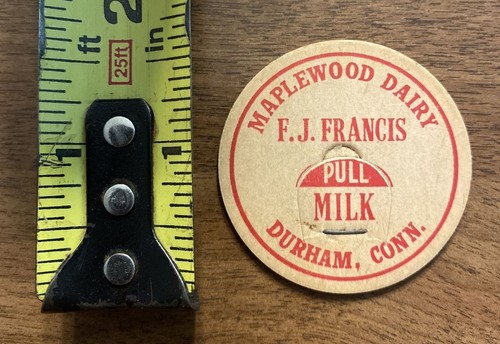 2
ft
25ft
in
1
1
MAPLEWOOD DAIRY
F.J. FRANCIS
PULL
MILK
DURHAM, CONN.